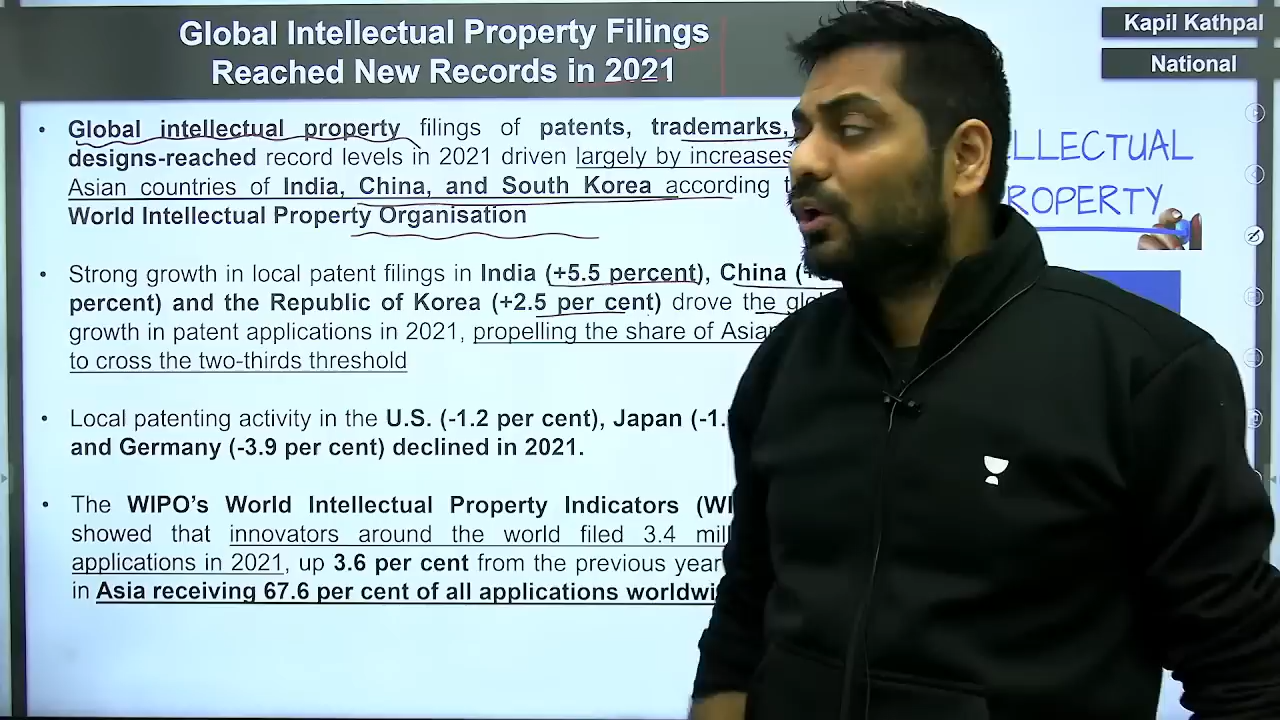 Global Intellectual Property Filings
Reached New Records in 2021
Kapil Kathpal
National
• Global intellectual property filings of patents, trademarks,
designs-reached record levels in 2021 driven largely by increases
Asian countries of India, China, and South Korea according
World Intellectual Property Organisation
LLECTUAL
ROPERTY
• Strong growth in local patent filings in India (+5.5 percent), China
percent) and the Republic of Korea (+2.5 per cent) drove the
growth in patent applications in 2021, propelling the share of
to cross the two-thirds threshold
• Local patenting activity in the U.S. (-1.2 per cent), Japan
and Germany (-3.9 per cent) declined in 2021.
• The WIPO’s World Intellectual Property Indicators
showed that innovators around the world filed 3.4
applications in 2021, up 3.6 per cent from the previous year
in Asia receiving 67.6 per cent of all applications